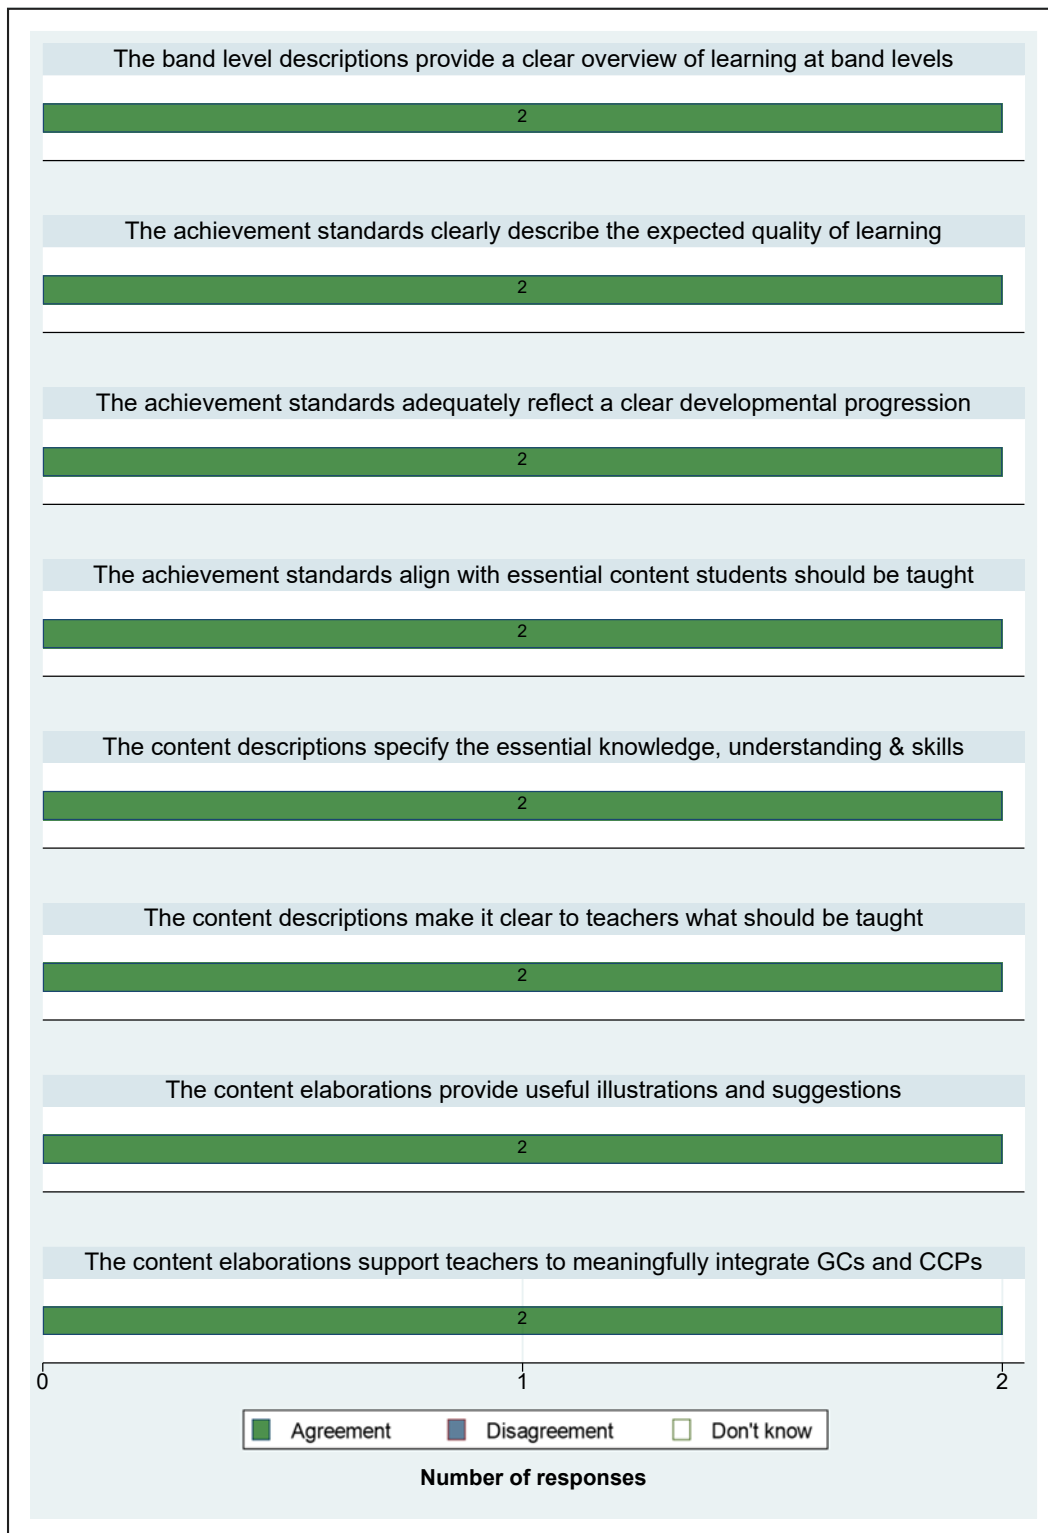 The band level descriptions provide a clear overview of learning at band levels
2
The achievement standards clearly describe the expected quality of learning
2
The achievement standards adequately reflect a clear developmental progression
2
The achievement standards align with essential content students should be taught
2
The content descriptions specify the essential knowledge, understanding & skills
2
The content descriptions make it clear to teachers what should be taught
2
The content elaborations provide useful illustrations and suggestions
2
The content elaborations support teachers to meaningfully integrate GCs and CCPs
2
0 1 2
Agreement Disagreement Don't know
Number of responses